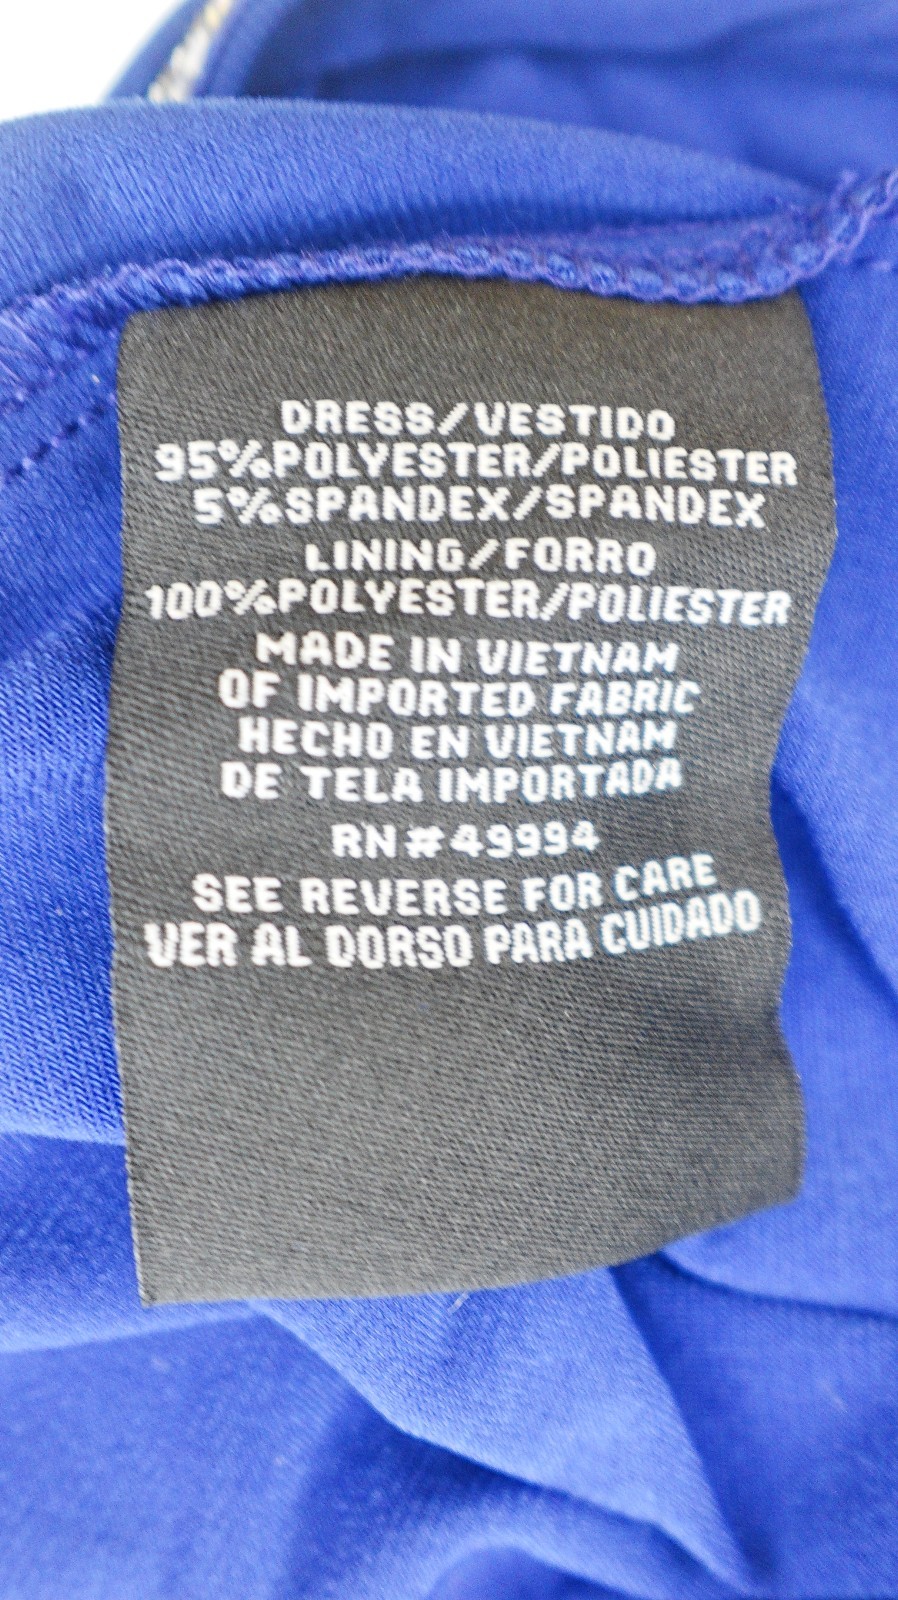 DRESS/VESTIDO
95%POLYESTER/POLIESTER
5%SPANDEX/SPANDEX
LINING/FORRO
100%POLYESTER/POLIESTER
MADE IN VIETNAM
OF IMPORTED FABRIC
HECHO EN VIETNAM
DE TELA IMPORTADA
RN#49994
SEE REVERSE FOR CARE
VER AL DORSO PARA CUIDADO